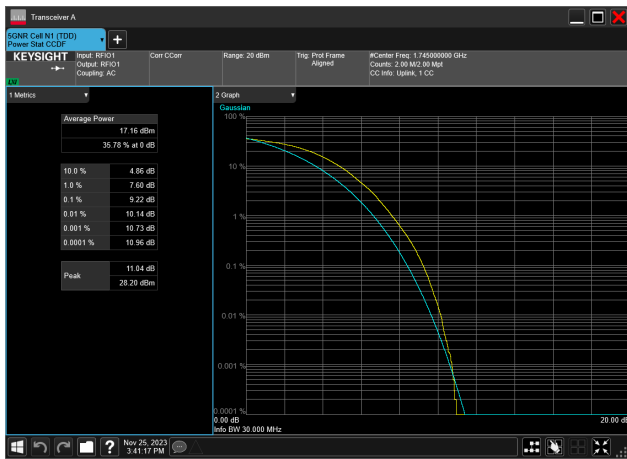 Transceiver A
5GNR Cell N1 (TDD)
Power Stat CCDF
KEYSIGHT
Input: RFIO1
Output: RFIO1
Coupling: AC
Corr CCorr
Range: 20 dBm
Trig: Prot Frame
Aligned
#Center Freq: 1.745000000 GHz
Counts: 2.00 M/2.00 Mpt
CC Info: Uplink, 1 CC
1 Metrics
Average Power
17.16 dBm
35.78 % at 0 dB
10.0 % 4.86 dB
1.0 % 7.60 dB
0.1 % 9.22 dB
0.01 % 10.14 dB
0.001 % 10.73 dB
0.0001 % 10.96 dB
Peak
11.04 dB
28.20 dBm
2 Graph
Gaussian
100 %
10 %
1 %
0.1 %
0.01 %
0.001 %
0.0001 %
0.00 dB
20.00 dB
Info BW 30.000 MHz
Nov 25, 2023
3:41:17 PM